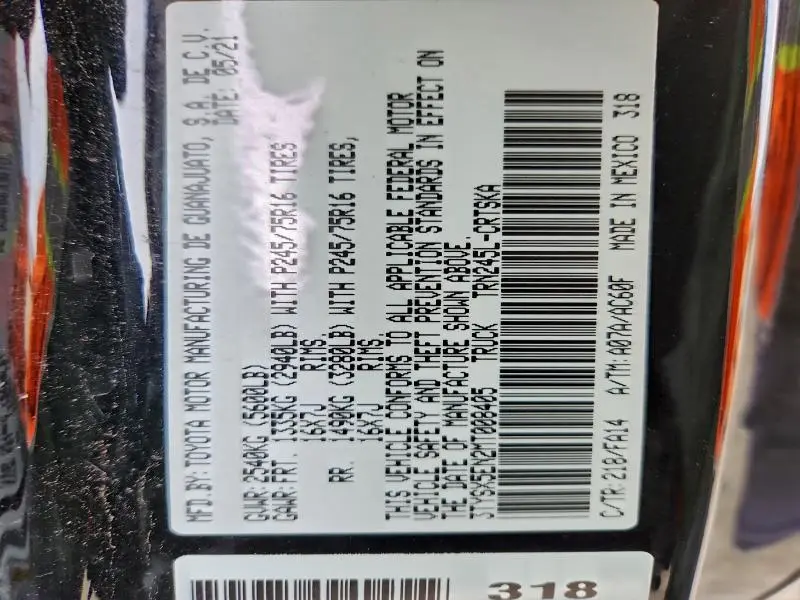 MFD.BY:TOYOTA MOTOR MANUFACTURING DE GUANAJUATO, S.A. DE C.V.
DATE: 05/21
GVWR:2540KG (5600LB)
GAWR:FRT. 1335KG (2940LB) WITH P245/75R16 TIRES,
16X7J RIMS
RR. 1490KG (3280LB) WITH P245/75R16 TIRES,
16X7J RIMS
THIS VEHICLE CONFORMS TO ALL APPLICABLE FEDERAL MOTOR
VEHICLE SAFETY AND THEFT PREVENTION STANDARDS IN EFFECT ON
THE DATE OF MANUFACTURE SHOWN ABOVE.
3TYSX5EN2MT008405 TRUCK TRN245L-CRTSKA
C/TR:218/FA14 A/TM:A07A/AC60F MADE IN MEXICO 318
318